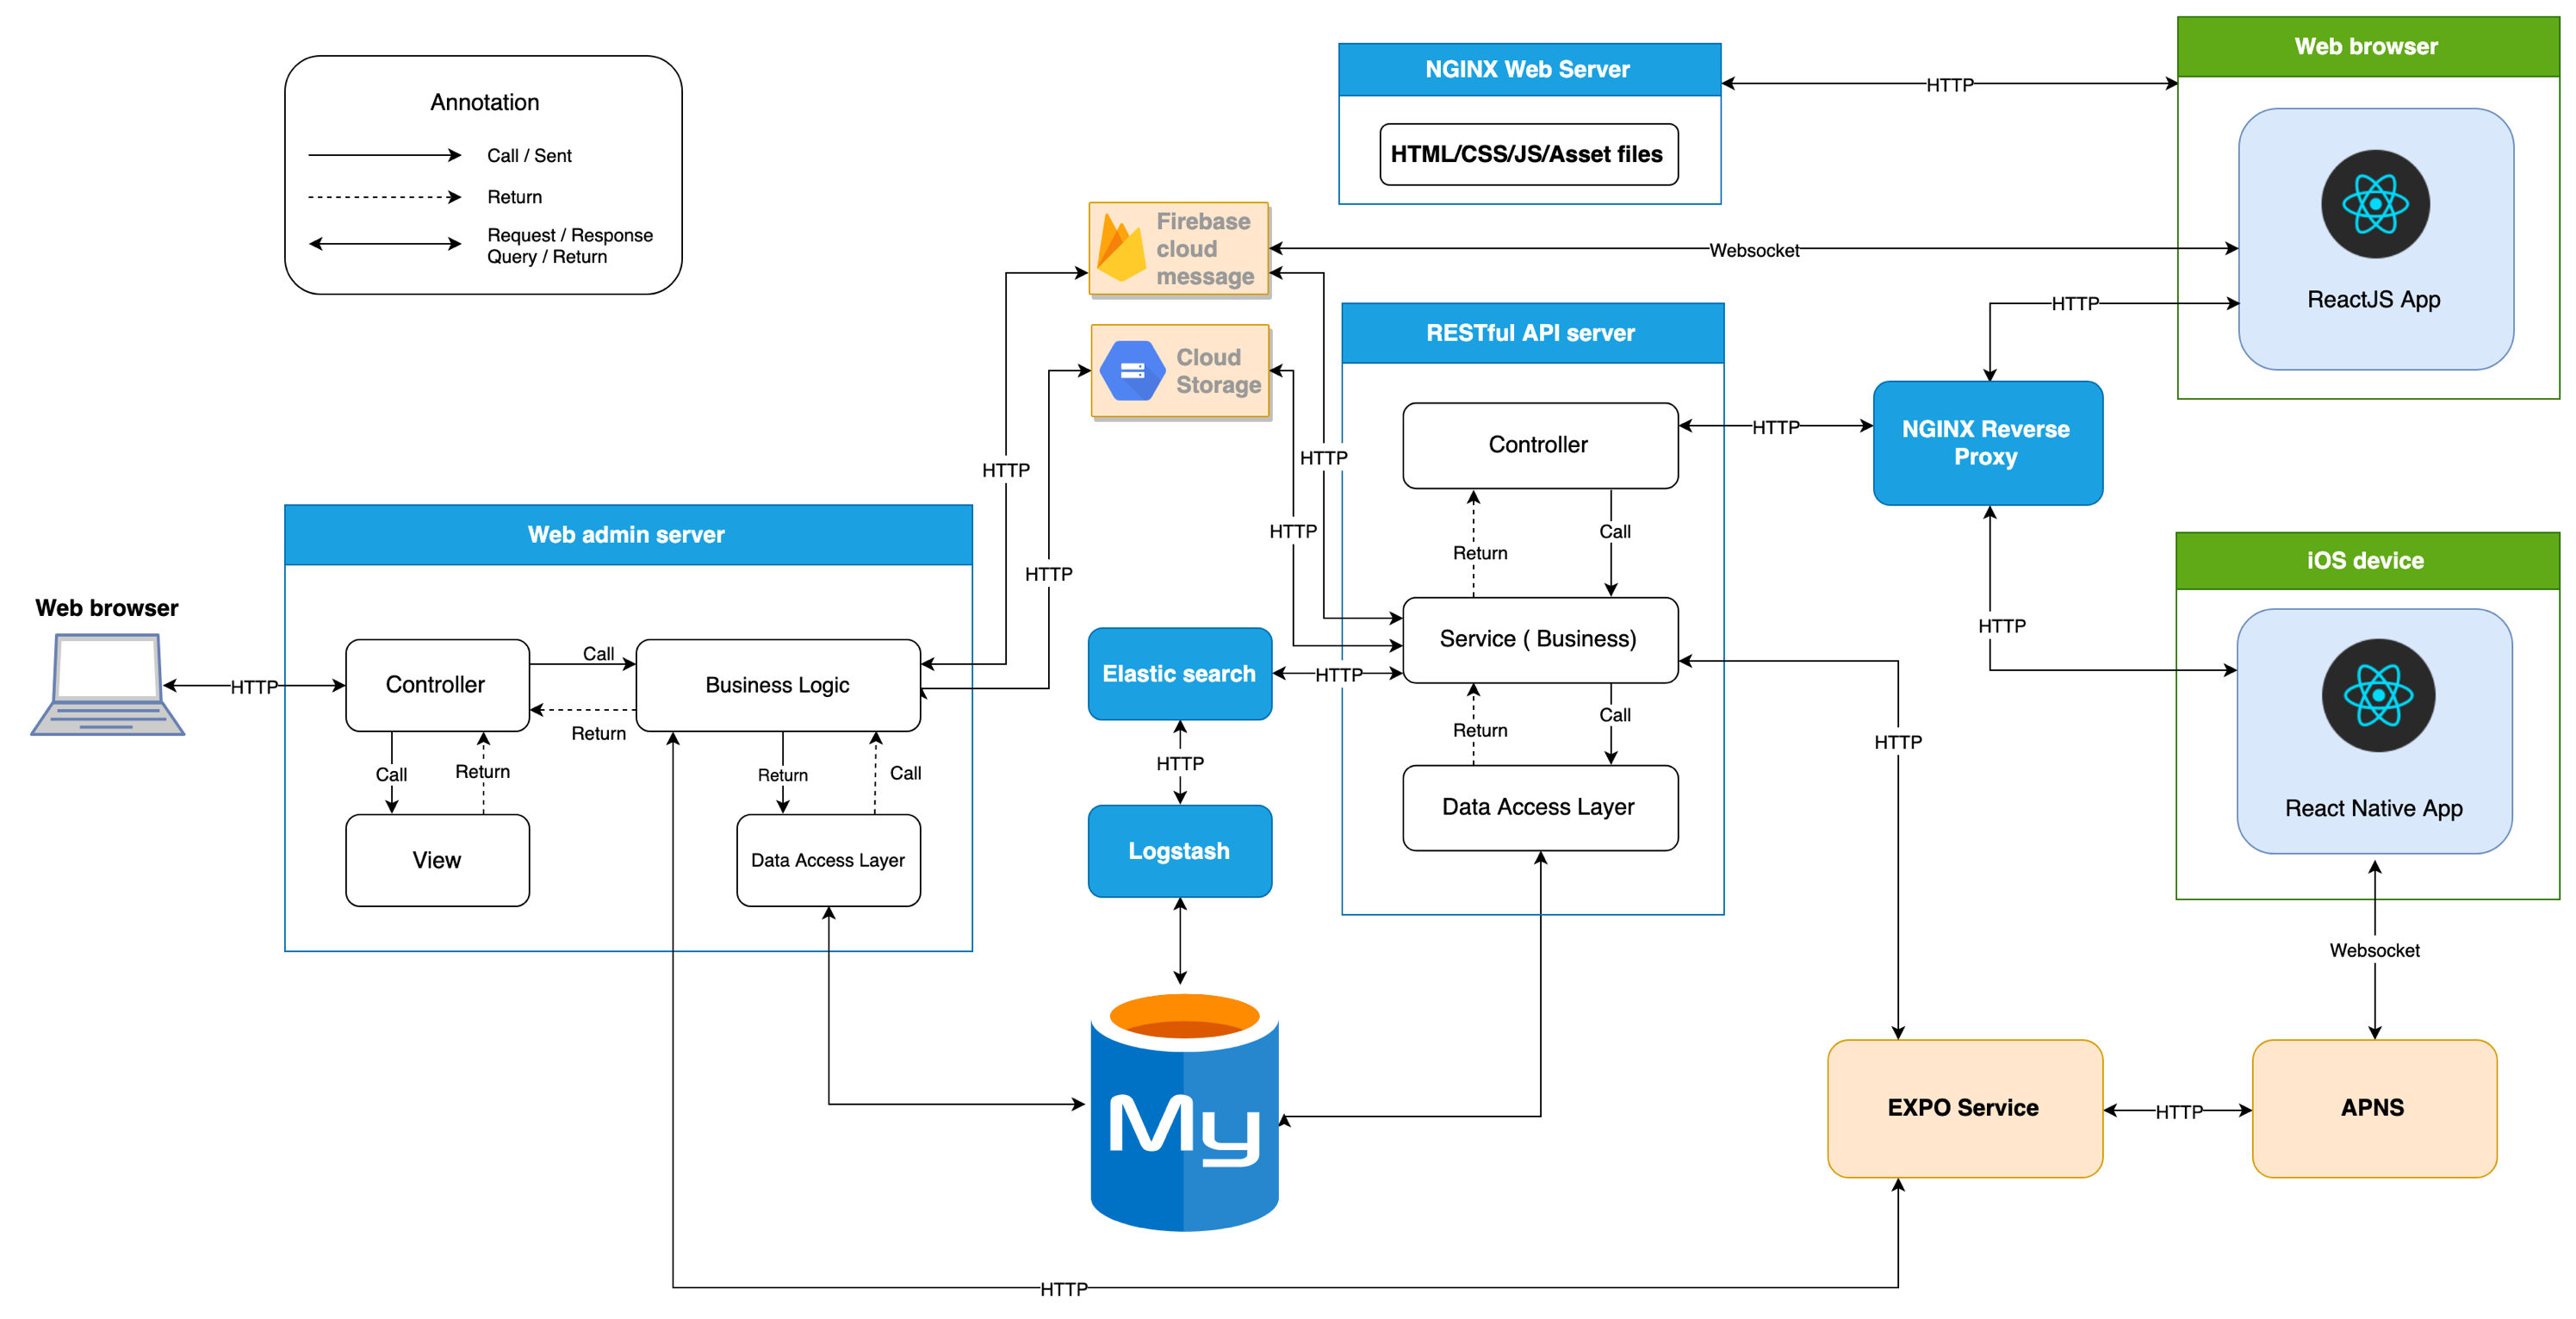 Annotation
Call / Sent
Return
Request / Response
Query / Return
NGINX Web Server
HTML/CSS/JS/Asset files
HTTP
Web browser
ReactJS App
Firebase
cloud
message
Websocket
HTTP
Cloud
Storage
RESTful API server
Controller
HTTP
NGINX Reverse
Proxy
HTTP
HTTP
HTTP
HTTP
Return
Call
Service ( Business)
Return
Call
Data Access Layer
Web admin server
Web browser
HTTP
Controller
Call
Return
Business Logic
Call
Return
View
Return
Call
Data Access Layer
Elastic search
HTTP
HTTP
Logstash
My
HTTP
iOS device
HTTP
React Native App
Websocket
EXPO Service
HTTP
APNS
HTTP